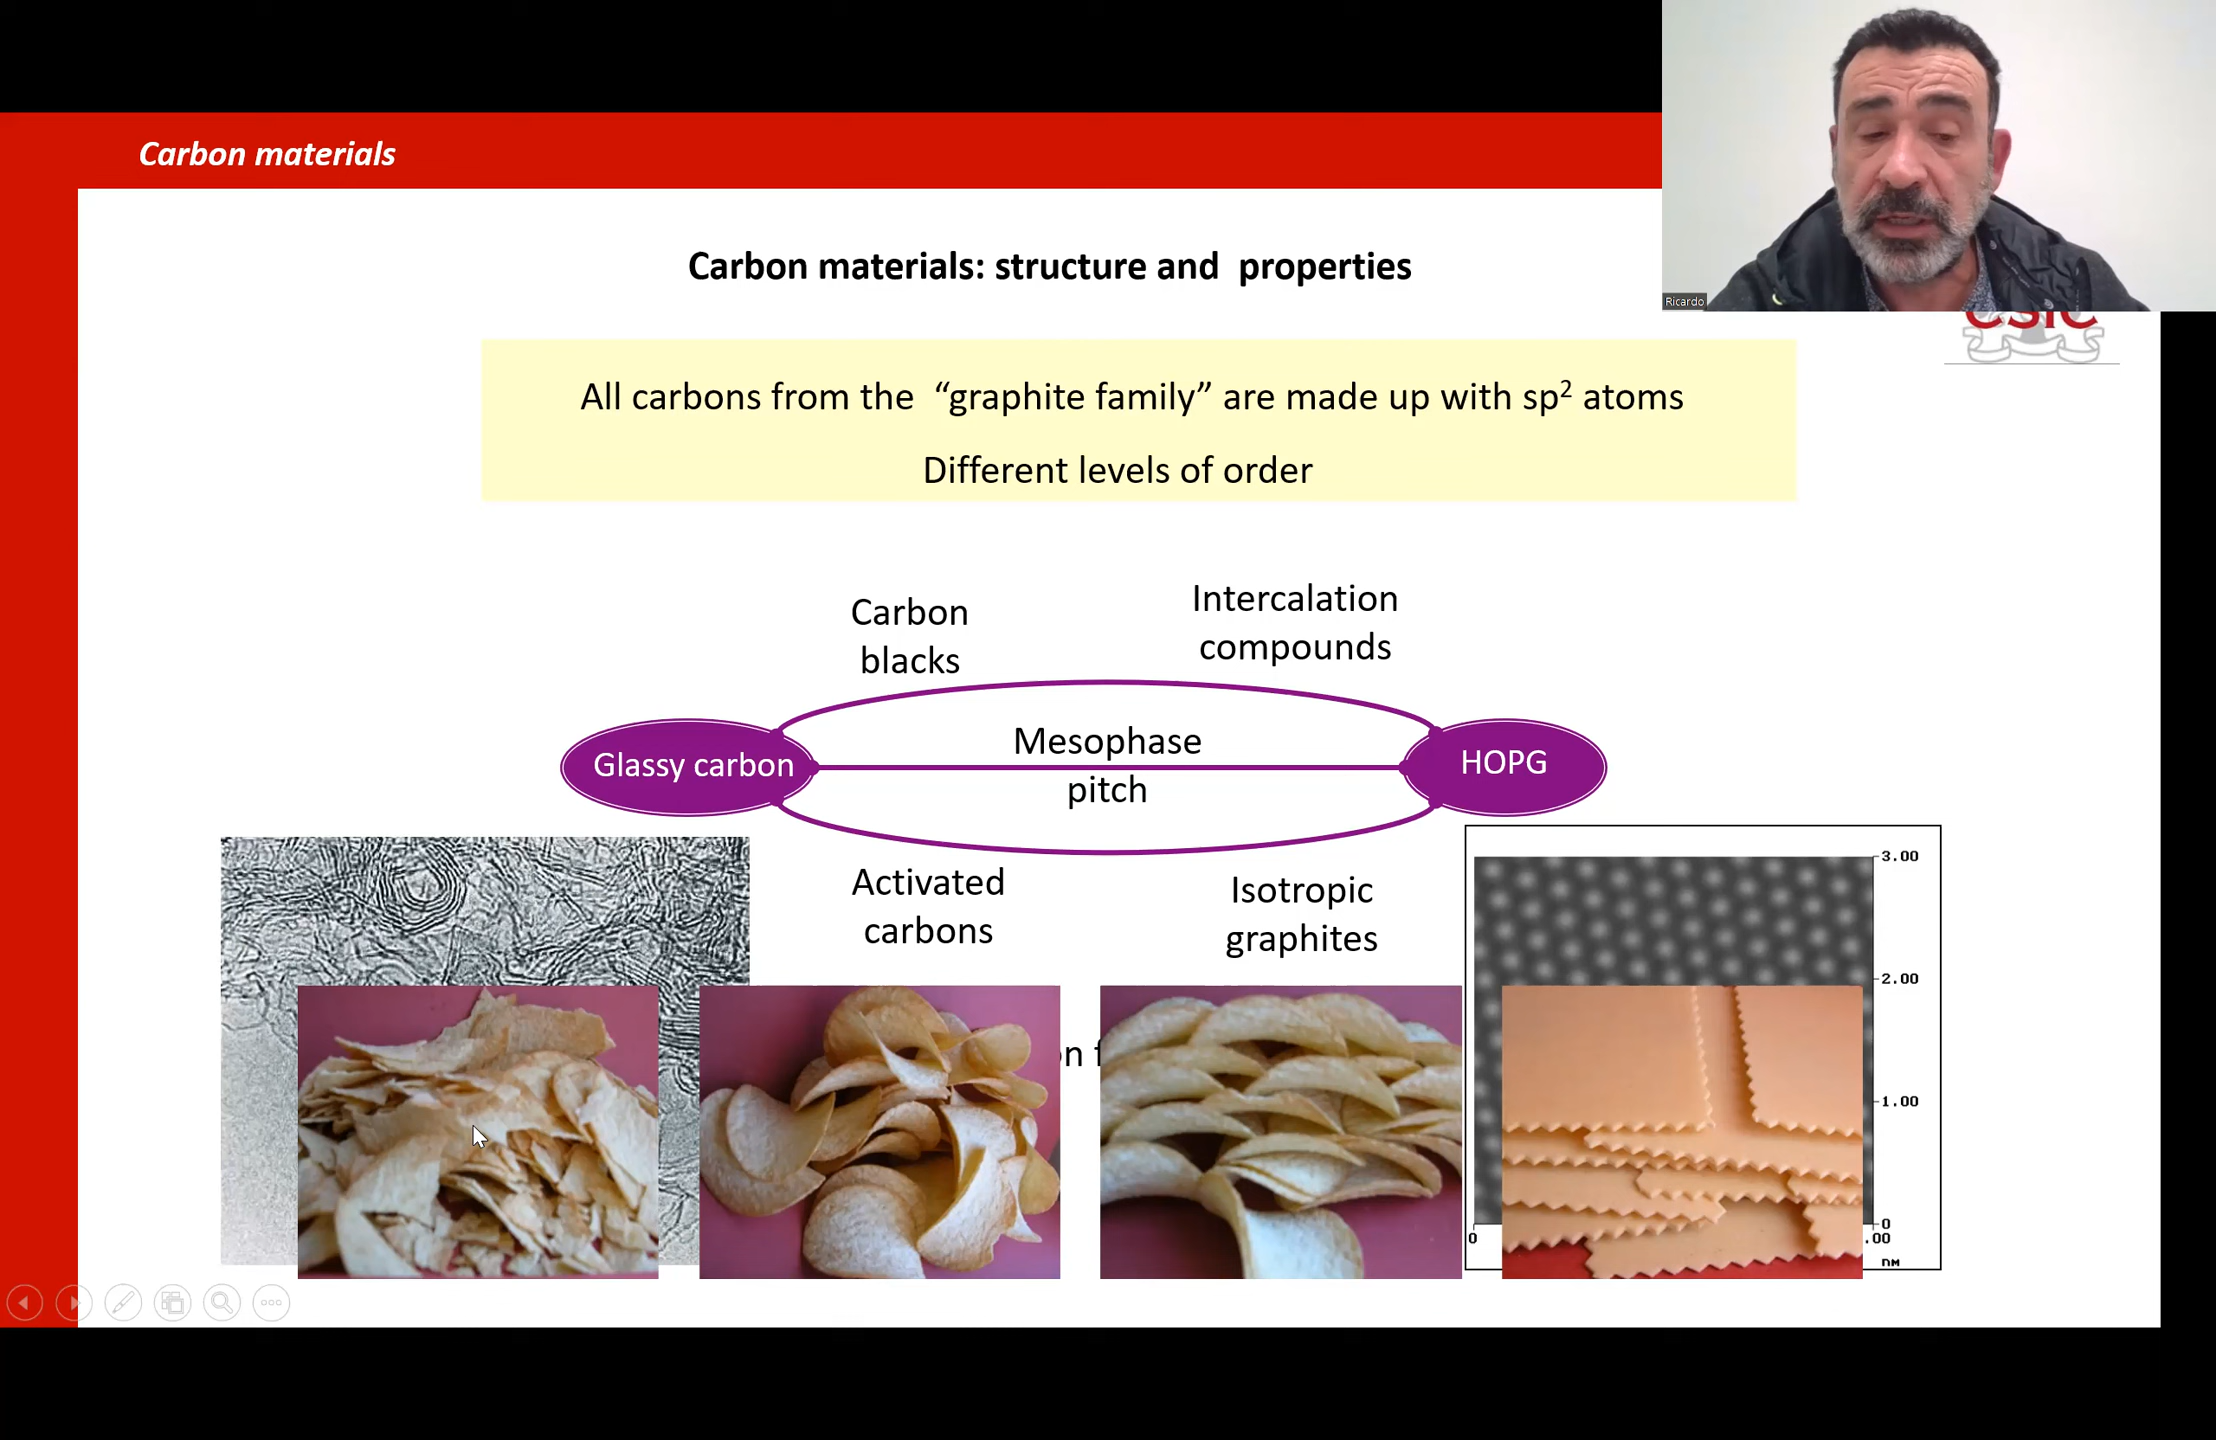 Carbon materials
Ricardo
CSIC
Carbon materials: structure and properties
All carbons from the “graphite family” are made up with sp² atoms
Different levels of order
Carbon
blacks
Intercalation
compounds
Glassy carbon
Mesophase
pitch
HOPG
Activated
carbons
Isotropic
graphites
3.00
2.00
1.00
0
0
.00
nM